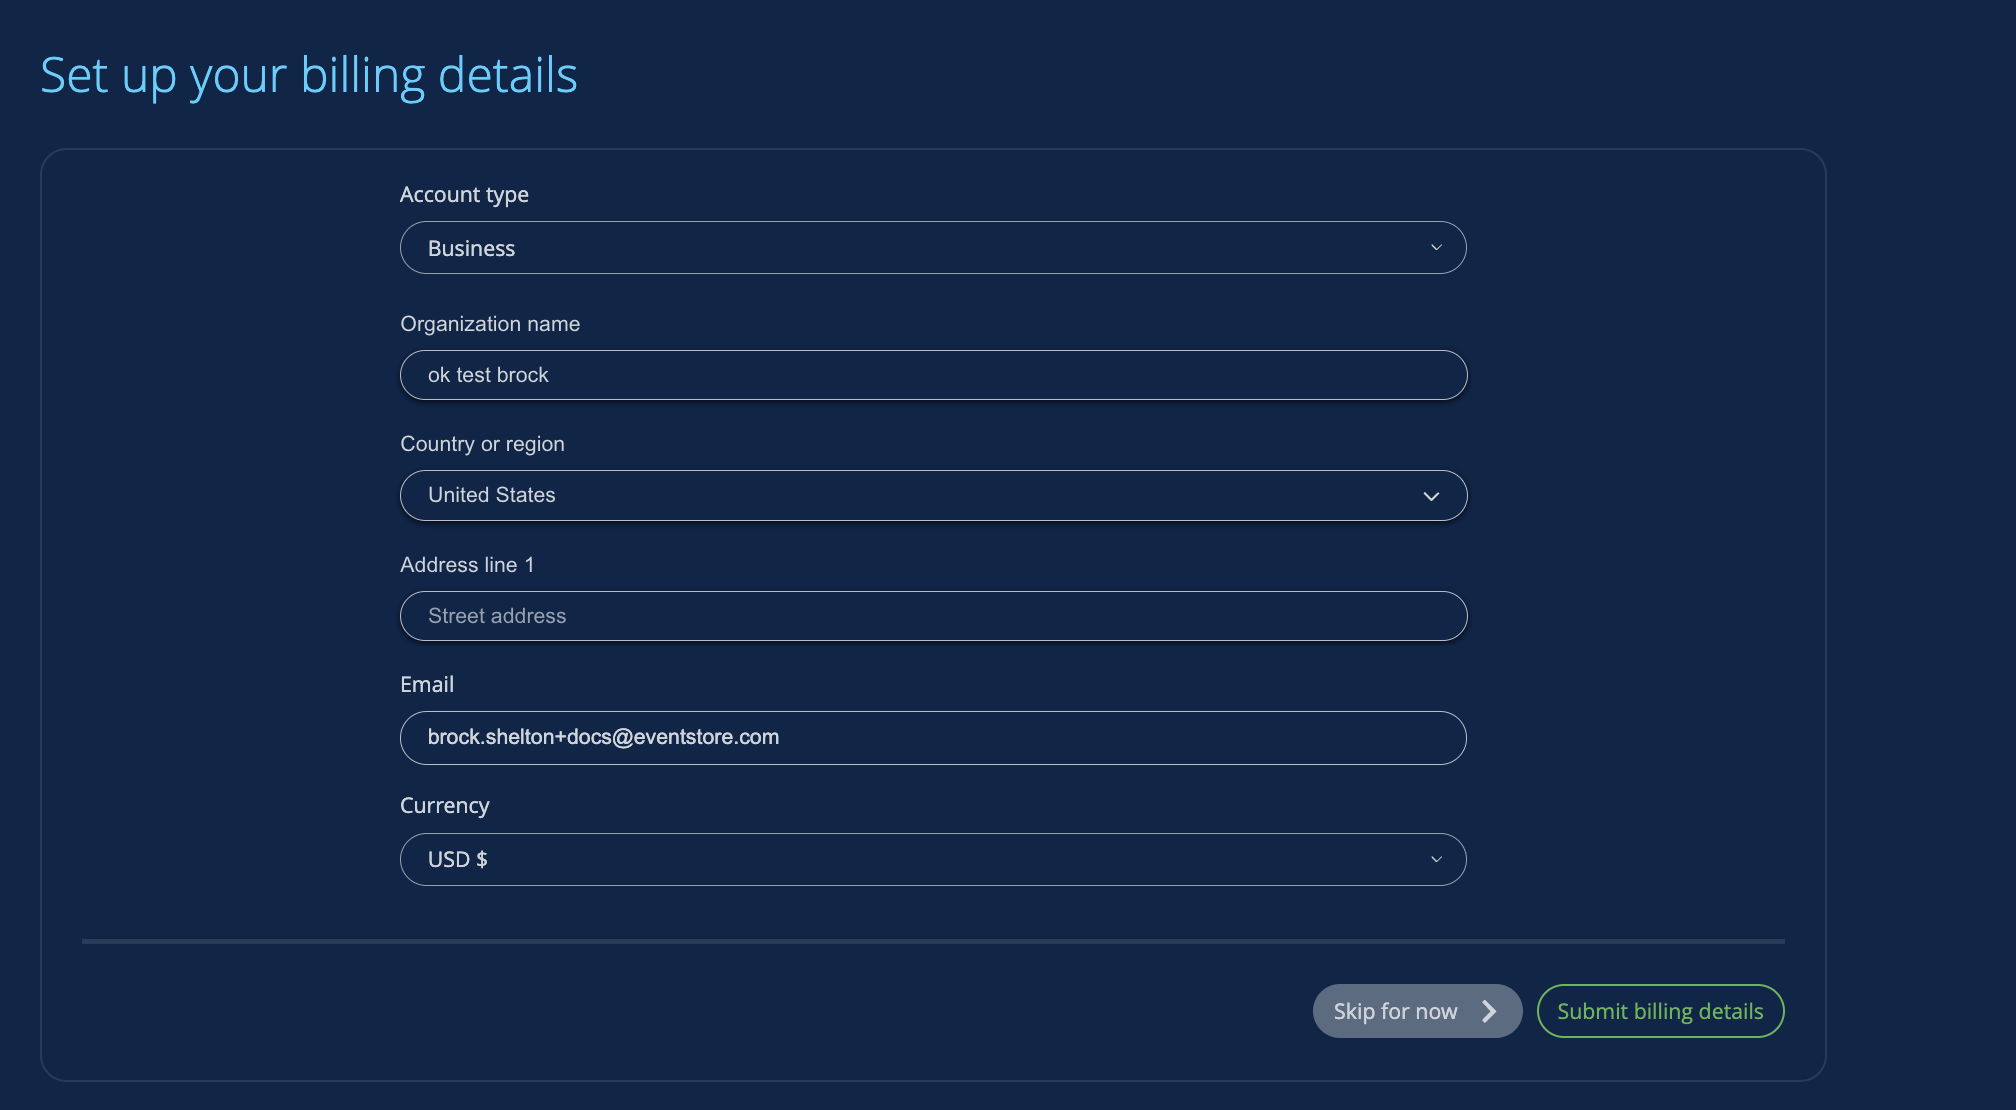 Set up your billing details
Account type
Business
Organization name
ok test brock
Country or region
United States
Address line 1
Street address
Email
brock.shelton+docs@eventstore.com
Currency
USD $
Skip for now
Submit billing details